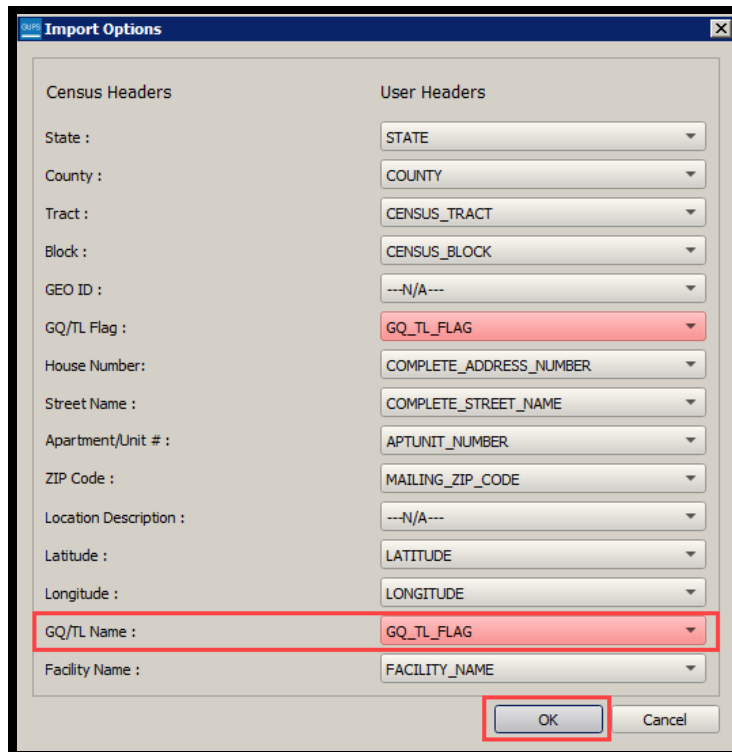 GUPS Import Options
Census Headers User Headers
State : STATE
County : COUNTY
Tract : CENSUS_TRACT
Block : CENSUS_BLOCK
GEO ID : ---N/A---
GQ/TL Flag : GQ_TL_FLAG
House Number: COMPLETE_ADDRESS_NUMBER
Street Name : COMPLETE_STREET_NAME
Apartment/Unit # : APTUNIT_NUMBER
ZIP Code : MAILING_ZIP_CODE
Location Description : ---N/A---
Latitude : LATITUDE
Longitude : LONGITUDE
GQ/TL Name : GQ_TL_FLAG
Facility Name : FACILITY_NAME
OK Cancel